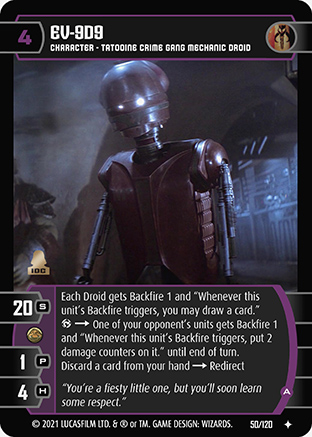 4
EV-9D9
CHARACTER - TATOOINE CRIME GANG MECHANIC DROID
IDC
20 S
1 P
4 H
Each Droid gets Backfire 1 and “Whenever this
unit’s Backfire triggers, you may draw a card.”
One of your opponent’s units gets Backfire 1
and “Whenever this unit’s Backfire triggers, put 2
damage counters on it.” until end of turn.
Discard a card from your hand → Redirect
“You’re a fiesty little one, but you’ll soon learn
some respect.”
A
© 2021 LUCASFILM LTD. & ® or TM. GAME DESIGN: WIZARDS.
50/120